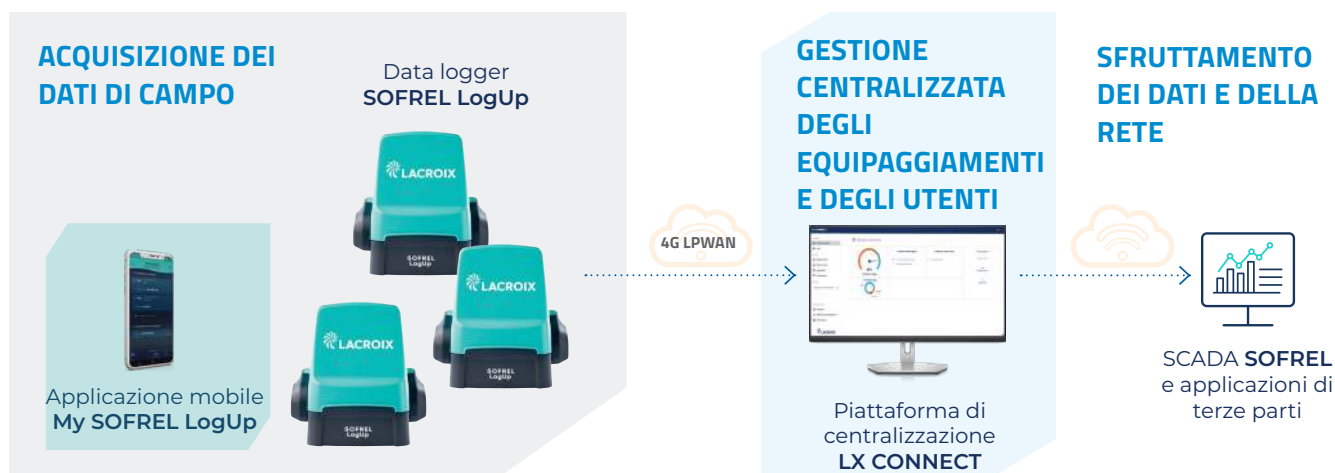 ACQUISIZIONE DEI
DATI DI CAMPO
Data logger
SOFREL LogUp
LACROIX
SOFREL
LogUp
LACROIX
SOFREL
LogUp
LACROIX
SOFREL
LogUp
Applicazione mobile
My SOFREL LogUp
4G LPWAN
GESTIONE
CENTRALIZZATA
DEGLI
EQUIPAGGIAMENTI
E DEGLI UTENTI
LACROIX
Piattaforma di
centralizzazione
LX CONNECT
SFRUTTAMENTO
DEI DATI E DELLA
RETE
SCADA SOFREL
e applicazioni di
terze parti